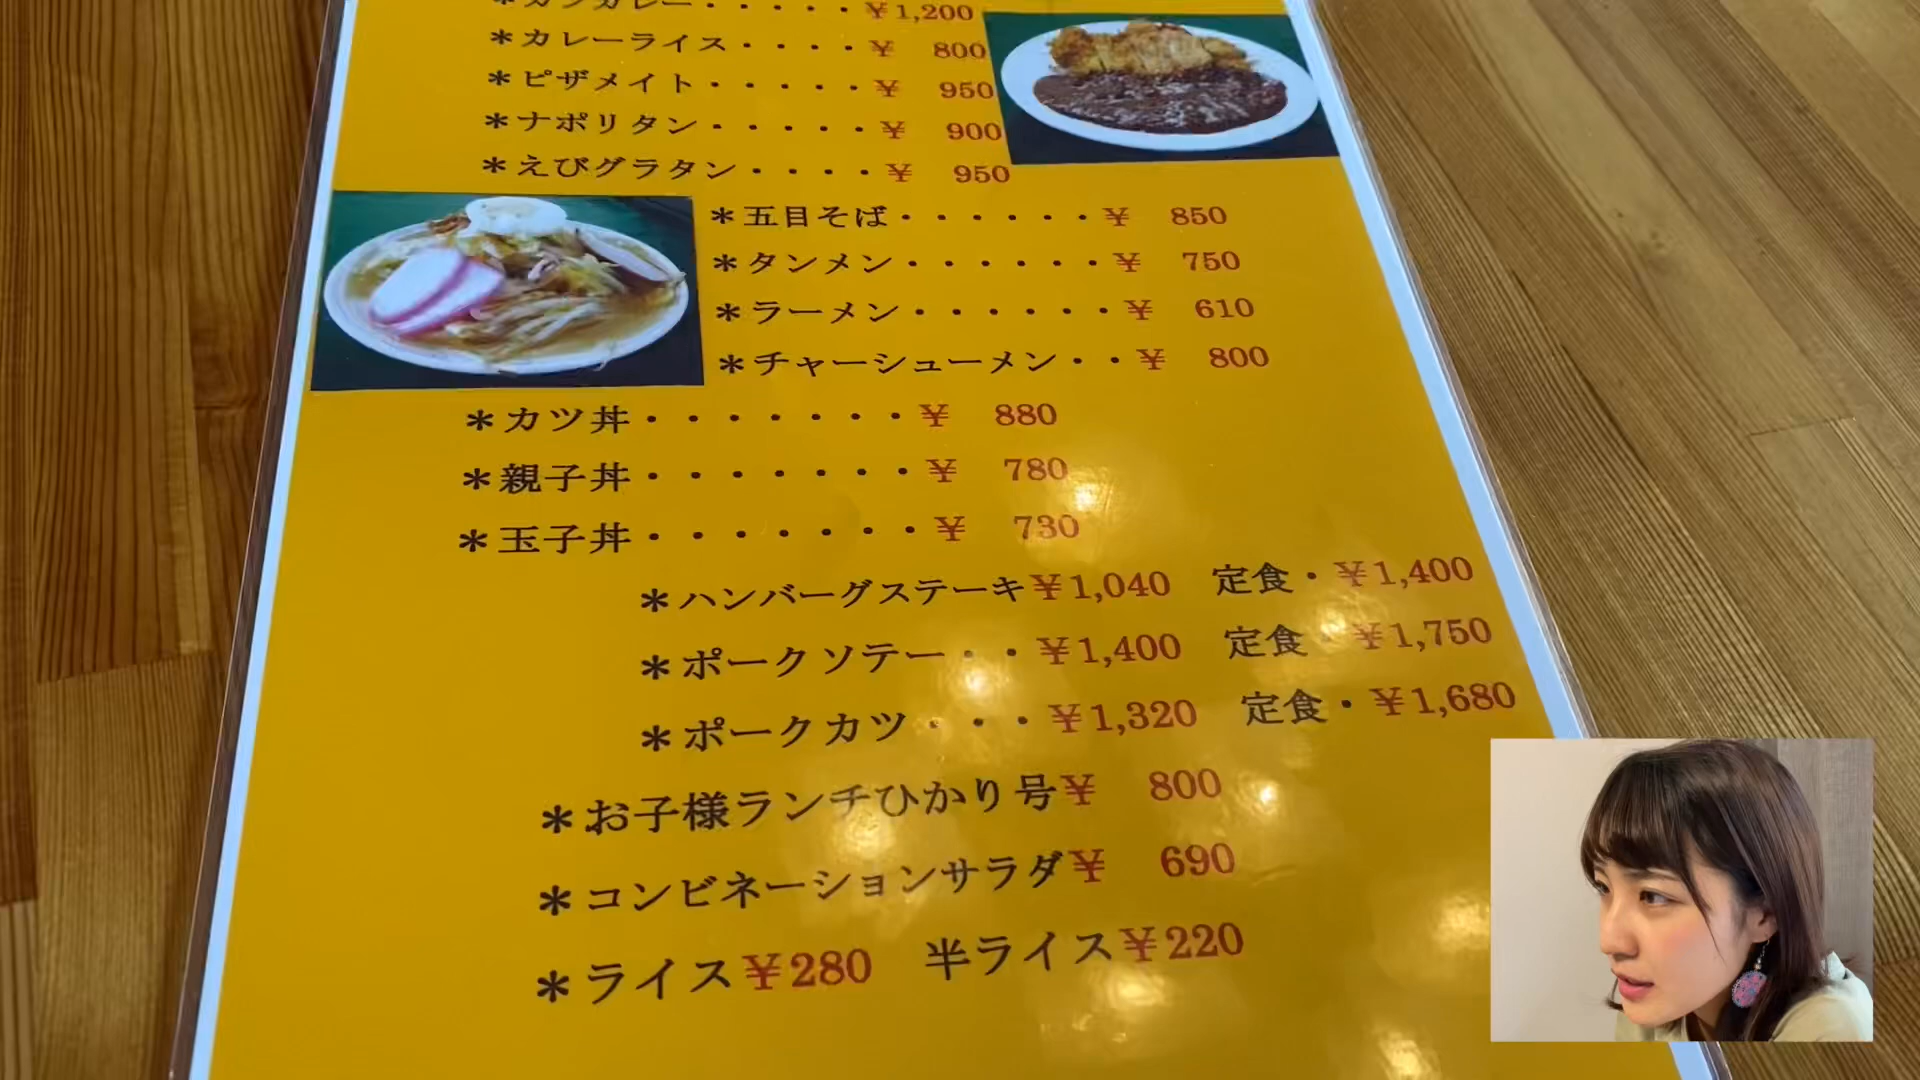 ＊カツカレー・・・・・￥1,200
＊カレーライス・・・・￥ 800
＊ピザメイト・・・・・￥ 950
＊ナポリタン・・・・・￥ 900
＊えびグラタン・・・・￥ 950
＊五目そば・・・・・・￥ 850
＊タンメン・・・・・・￥ 750
＊ラーメン・・・・・・￥ 610
＊チャーシューメン・・￥ 800
＊カツ丼・・・・・・・￥ 880
＊親子丼・・・・・・・￥ 780
＊玉子丼・・・・・・・￥ 730
＊ハンバーグステーキ￥1,040 定食・￥1,400
＊ポークソテー・・￥1,400 定食・￥1,750
＊ポークカツ・・・￥1,320 定食・￥1,680
＊お子様ランチひかり号￥ 800
＊コンビネーションサラダ￥ 690
＊ライス￥280 半ライス￥220